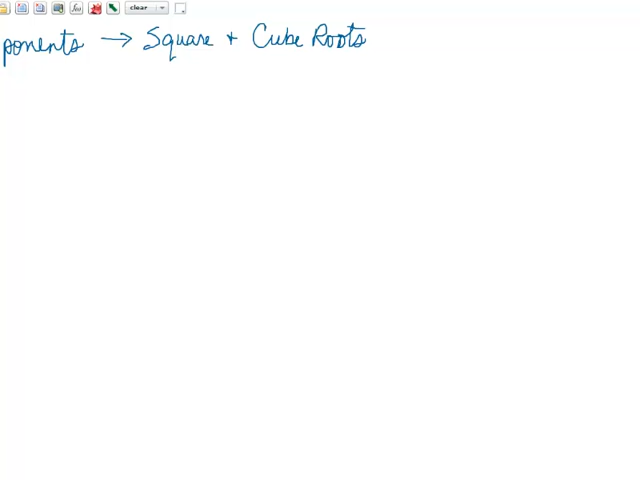 clear
ponents → Square + Cube Roots